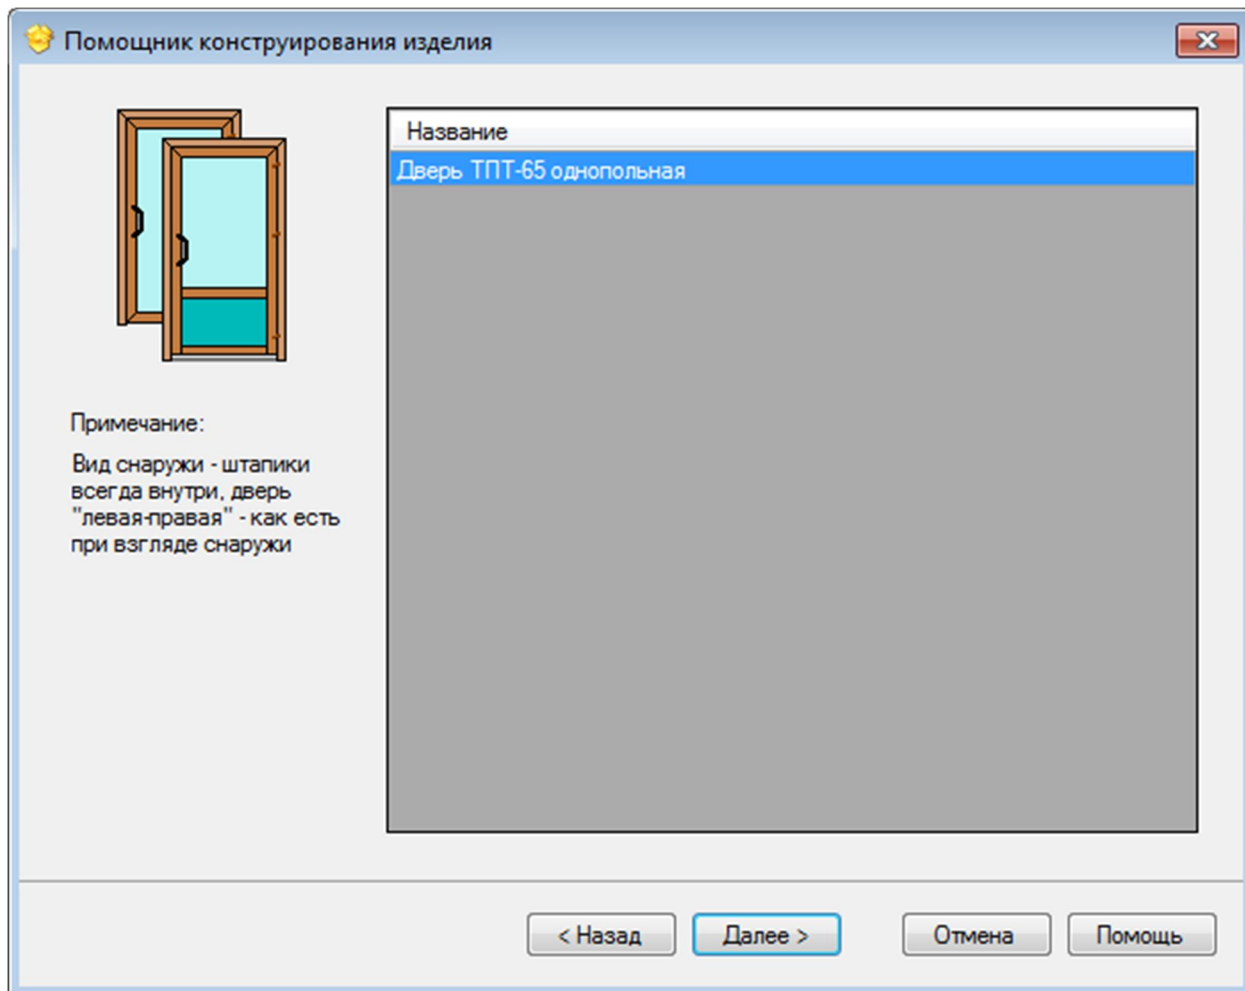 Помощник конструирования изделия
Название
Дверь ТПТ-65 однопольная
Примечание:
Вид снаружи - штапики
всегда внутри, дверь
"левая-правая" - как есть
при взгляде снаружи
< Назад
Далее >
Отмена
Помощь